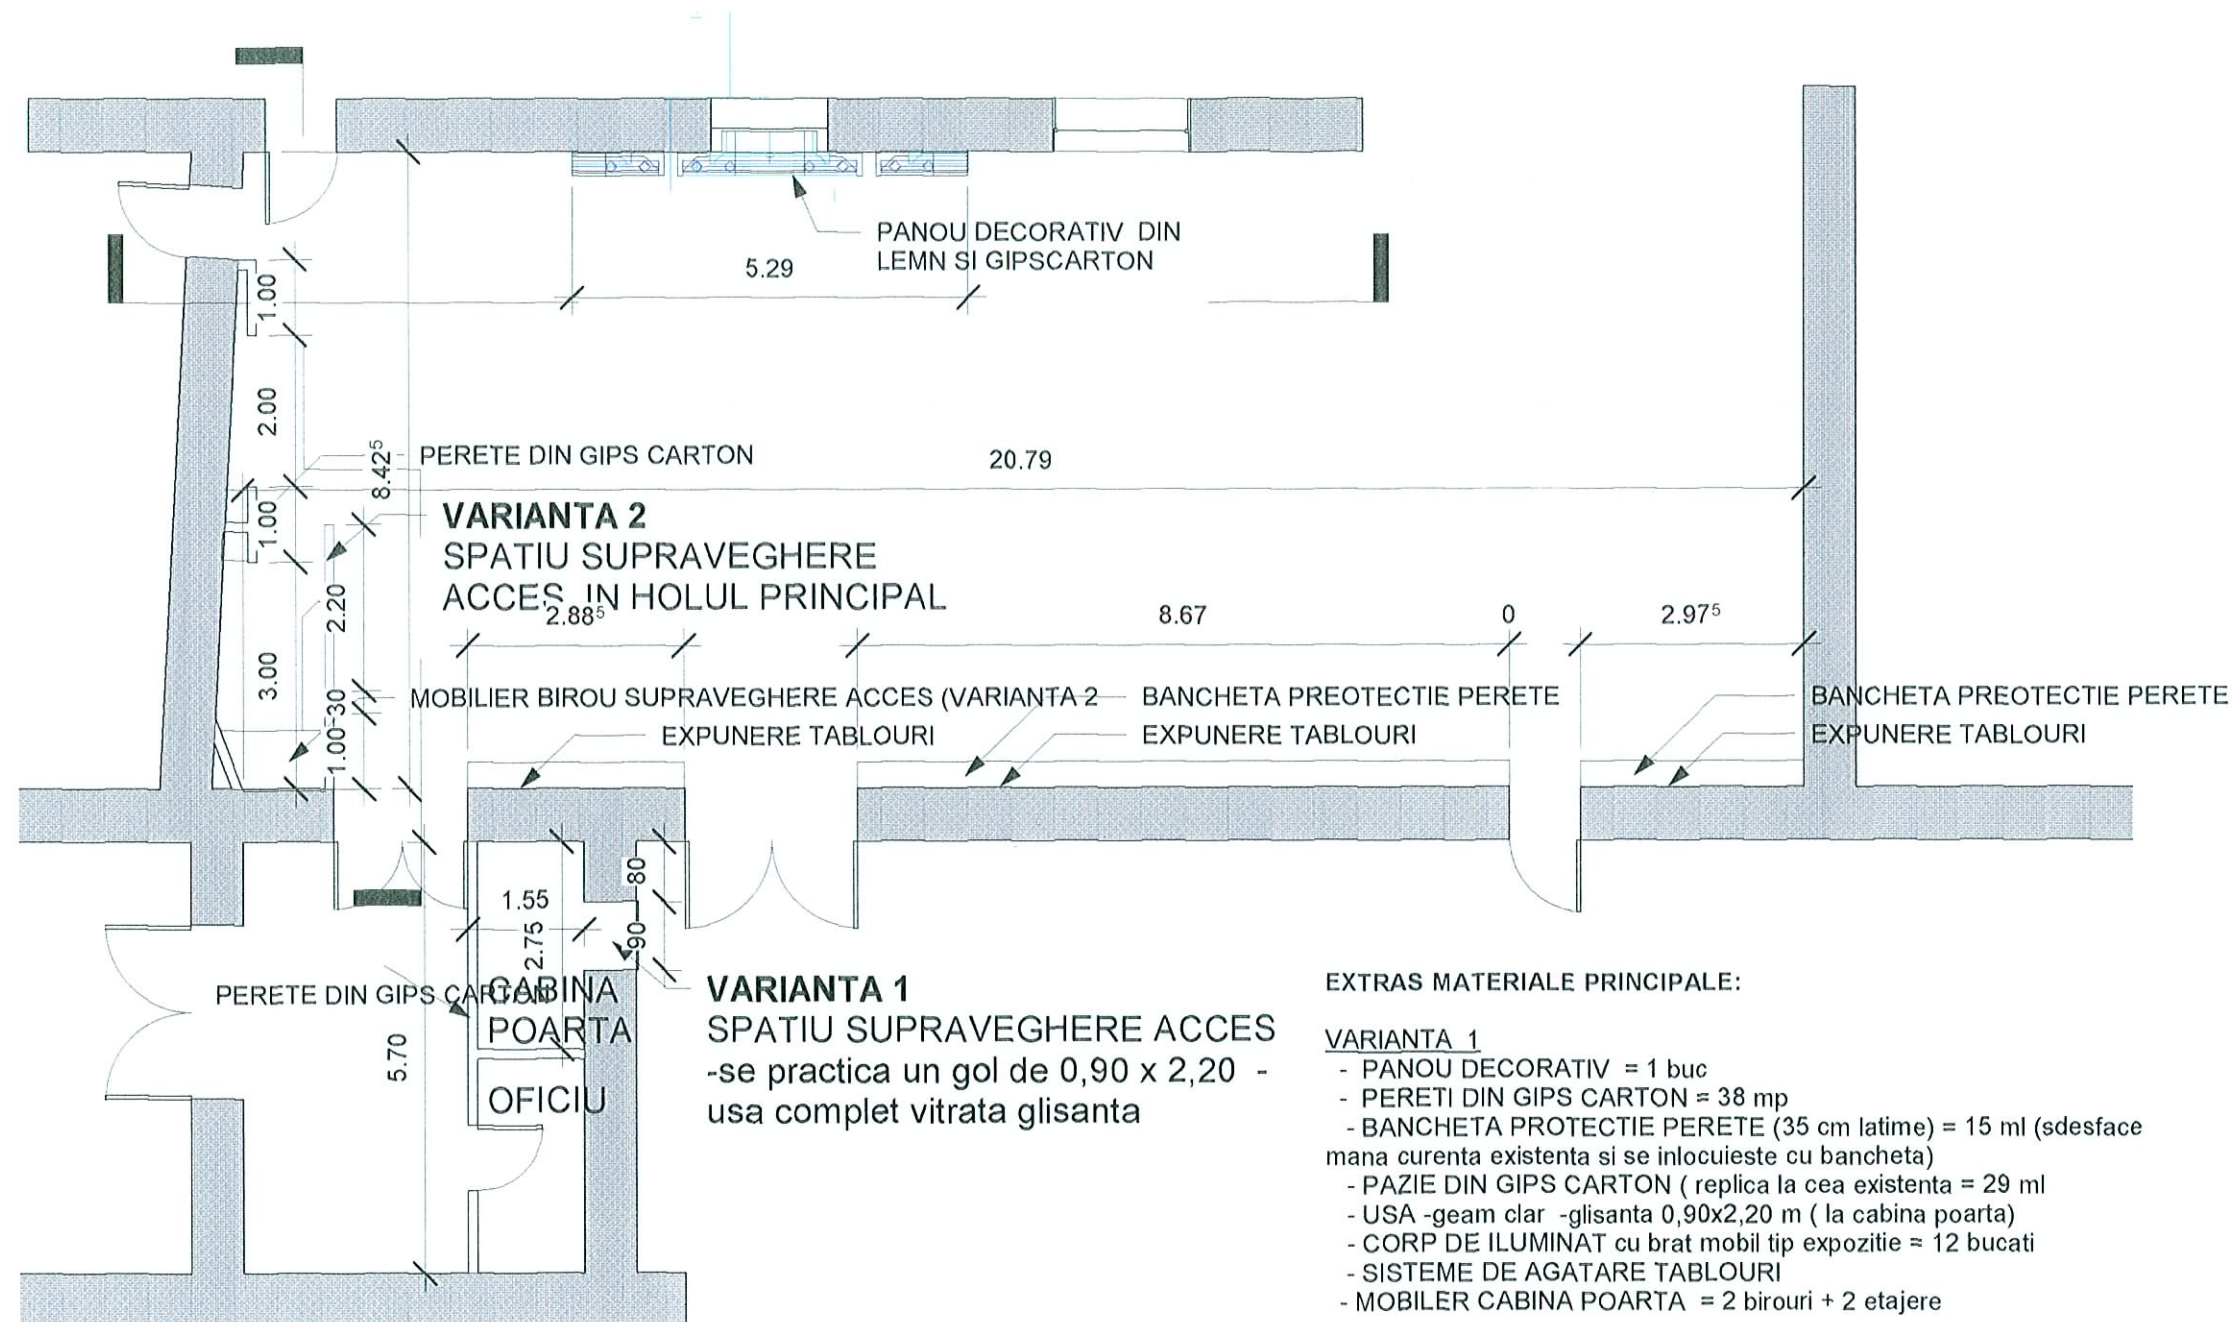 PANOU DECORATIV DIN
LEMN SI GIPSCARTON
5.29
1.00
2.00
8.42⁵
PERETE DIN GIPS CARTON
20.79
1.00
VARIANTA 2
SPATIU SUPRAVEGHERE
ACCES IN HOLUL PRINCIPAL
2.20
2.88⁵
8.67
0
2.97⁵
3.00
30
1.00⁵
MOBILIER BIROU SUPRAVEGHERE ACCES (VARIANTA 2
BANCHETA PREOTECTIE PERETE
BANCHETA PREOTECTIE PERETE
EXPUNERE TABLOURI
EXPUNERE TABLOURI
EXPUNERE TABLOURI
80
1.55
2.75
90
PERETE DIN GIPS CARTON
CABINA
POARTA
5.70
OFICIU
VARIANTA 1
SPATIU SUPRAVEGHERE ACCES
-se practica un gol de 0,90 x 2,20 -
usa complet vitrata glisanta
EXTRAS MATERIALE PRINCIPALE:
VARIANTA 1
- PANOU DECORATIV = 1 buc
- PERETI DIN GIPS CARTON = 38 mp
- BANCHETA PROTECTIE PERETE (35 cm latime) = 15 ml (sdesface
mana curenta existenta si se inlocuieste cu bancheta)
- PAZIE DIN GIPS CARTON ( replica la cea existenta = 29 ml
- USA -geam clar -glisanta 0,90x2,20 m ( la cabina poarta)
- CORP DE ILUMINAT cu brat mobil tip expozitie = 12 bucati
- SISTEME DE AGATARE TABLOURI
- MOBILER CABINA POARTA = 2 birouri + 2 etajere